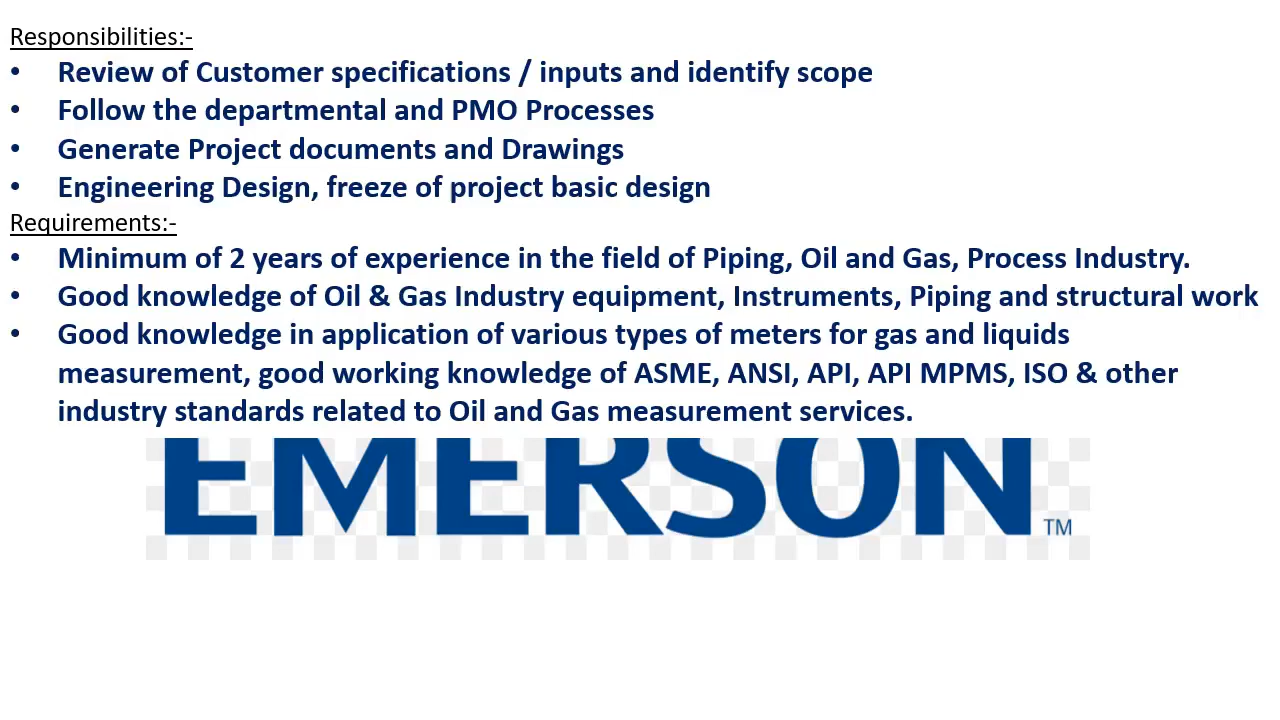 Responsibilities:-
• Review of Customer specifications / inputs and identify scope
• Follow the departmental and PMO Processes
• Generate Project documents and Drawings
• Engineering Design, freeze of project basic design
Requirements:-
• Minimum of 2 years of experience in the field of Piping, Oil and Gas, Process Industry.
• Good knowledge of Oil & Gas Industry equipment, Instruments, Piping and structural work
• Good knowledge in application of various types of meters for gas and liquids
measurement, good working knowledge of ASME, ANSI, API, API MPMS, ISO & other
industry standards related to Oil and Gas measurement services.
EMERSON™